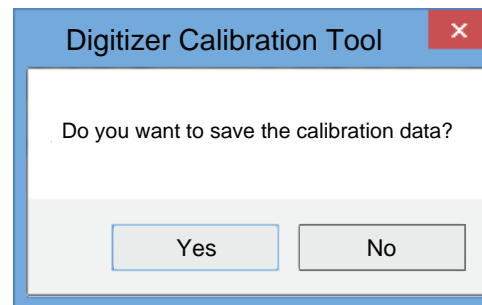 Digitizer Calibration Tool
Do you want to save the calibration data?
Yes No